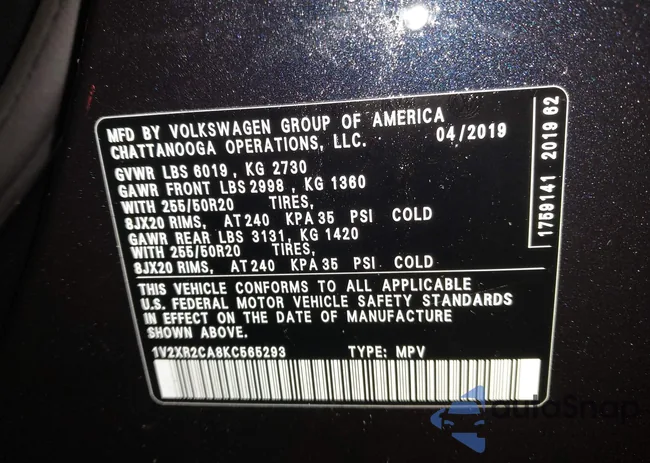 MFD BY VOLKSWAGEN GROUP OF AMERICA
CHATTANOOGA OPERATIONS, LLC. 04/2019
GVWR LBS 6019, KG 2730
GAWR FRONT LBS 2998, KG 1360
WITH 255/50R20 TIRES,
8JX20 RIMS, AT 240 KPA 35 PSI COLD
GAWR REAR LBS 3131, KG 1420
WITH 255/50R20 TIRES,
8JX20 RIMS, AT 240 KPA 35 PSI COLD
THIS VEHICLE CONFORMS TO ALL APPLICABLE
U.S. FEDERAL MOTOR VEHICLE SAFETY STANDARDS
IN EFFECT ON THE DATE OF MANUFACTURE
SHOWN ABOVE.
1V2XR2CA8KC565293 TYPE: MPV
1759141 2019 62
autoSnap